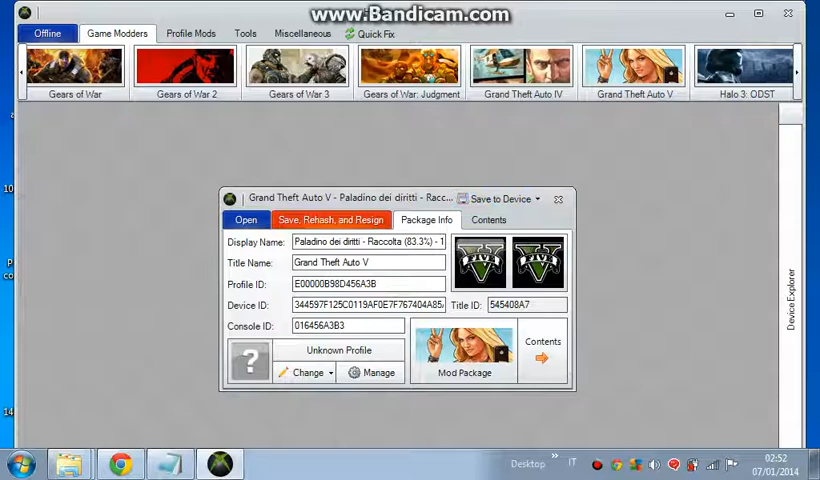 www.Bandicam.com
Offline Game Modders Profile Mods Tools Miscellaneous Quick Fix
Gears of War Gears of War 2 Gears of War 3 Gears of War: Judgment Grand Theft Auto IV Grand Theft Auto V Halo 3: ODST
Grand Theft Auto V - Paladino dei diritti - Racc... Save to Device
Open Save, Rehash, and Resign Package Info Contents
Display Name: Paladino dei diritti - Raccolta (83.3%) - 1
Title Name: Grand Theft Auto V
FIVE FIVE
Profile ID: E00000B98D456A3B
Device ID: 344597F125C0119AF0E7F767404A85 Title ID: 545408A7
Console ID: 016456A3B3
Unknown Profile
Change Manage
Mod Package
Contents
Device Explorer
10
14
Desktop IT 02:52
07/01/2014